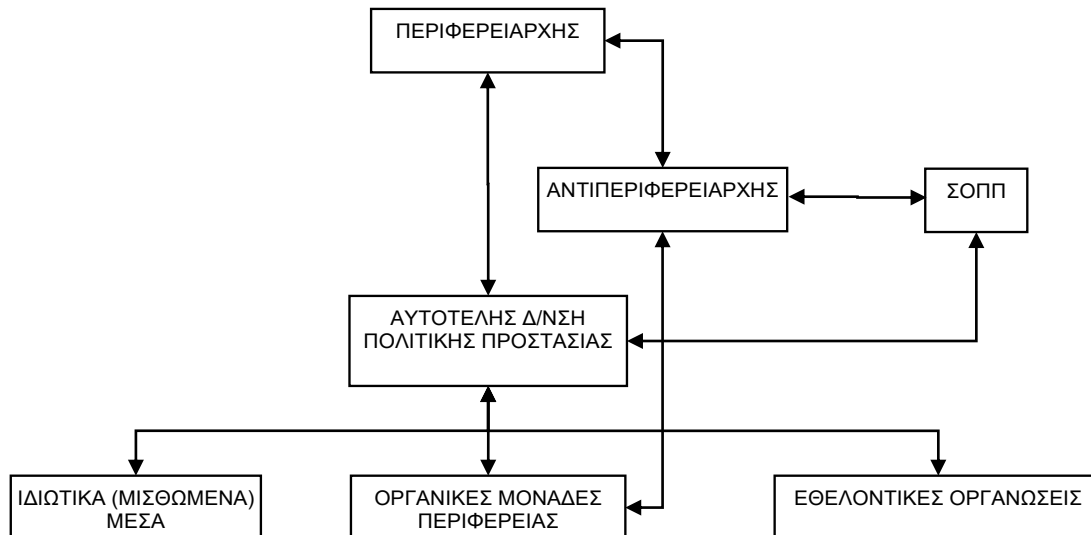 ΠΕΡΙΦΕΡΕΙΑΡΧΗΣ
ΑΝΤΙΠΕΡΙΦΕΡΕΙΑΡΧΗΣ
ΣΟΠΠ
ΑΥΤΟΤΕΛΗΣ Δ/ΝΣΗ
ΠΟΛΙΤΙΚΗΣ ΠΡΟΣΤΑΣΙΑΣ
ΙΔΙΩΤΙΚΑ (ΜΙΣΘΩΜΕΝΑ)
ΜΕΣΑ
ΟΡΓΑΝΙΚΕΣ ΜΟΝΑΔΕΣ
ΠΕΡΙΦΕΡΕΙΑΣ
ΕΘΕΛΟΝΤΙΚΕΣ ΟΡΓΑΝΩΣΕΙΣ